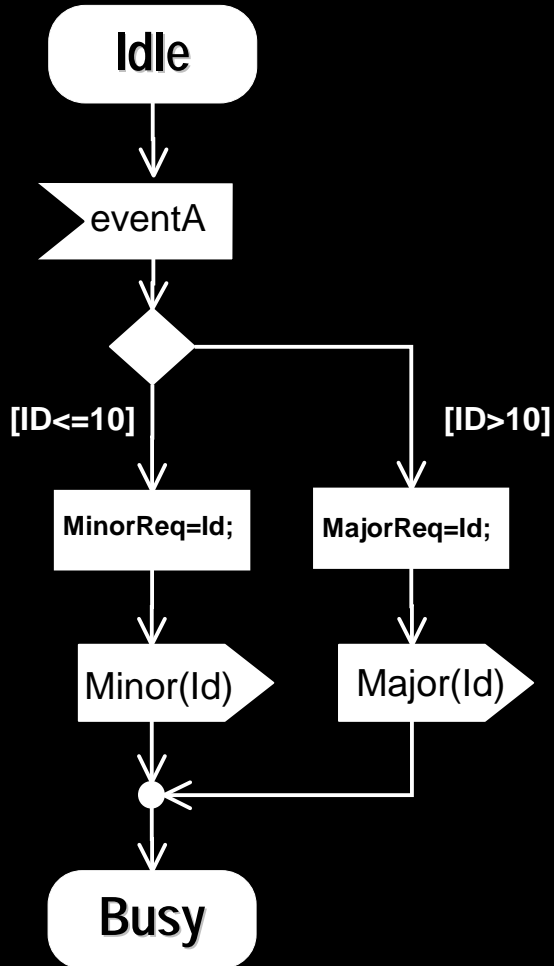 Idle
eventA
[ID<=10]
[ID>10]
MinorReq=Id;
MajorReq=Id;
Minor(Id)
Major(Id)
Busy